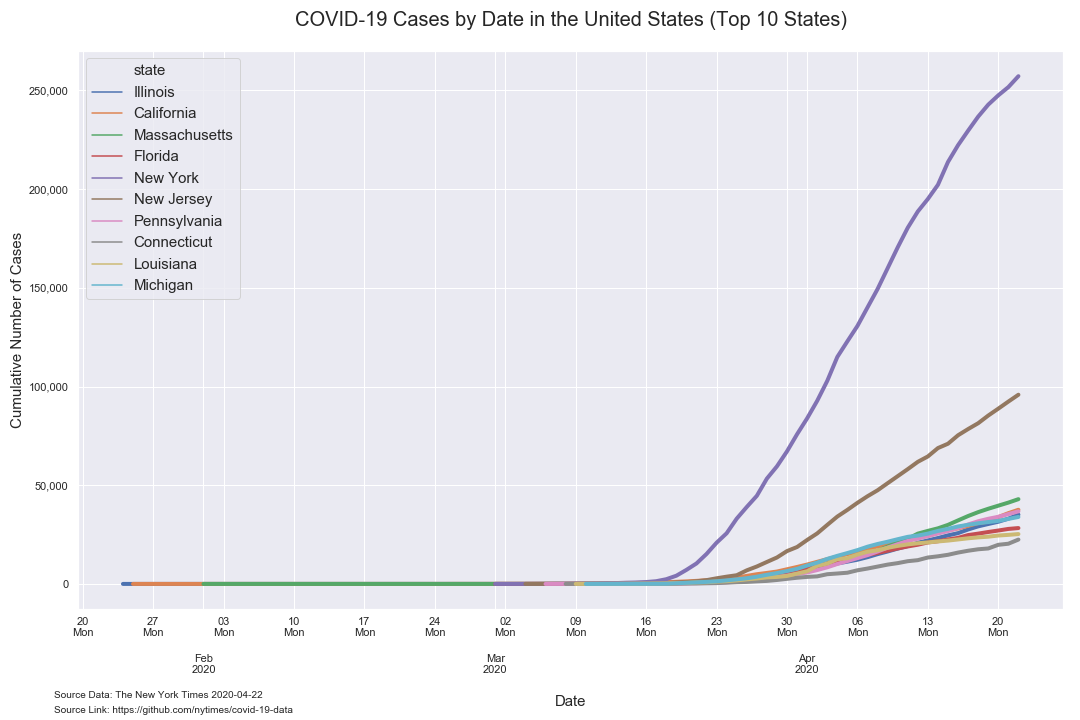 COVID-19 Cases by Date in the United States (Top 10 States)
state
Illinois
California
Massachusetts
Florida
New York
New Jersey
Pennsylvania
Connecticut
Louisiana
Michigan
Cumulative Number of Cases
250,000
200,000
150,000
100,000
50,000
0
20 27 03 10 17 24 02 09 16 23 30 06 13 20
Mon Mon Mon Mon Mon Mon Mon Mon Mon Mon Mon Mon Mon Mon
Feb Mar Apr
2020 2020 2020
Date
Source Data: The New York Times 2020-04-22
Source Link: https://github.com/nytimes/covid-19-data